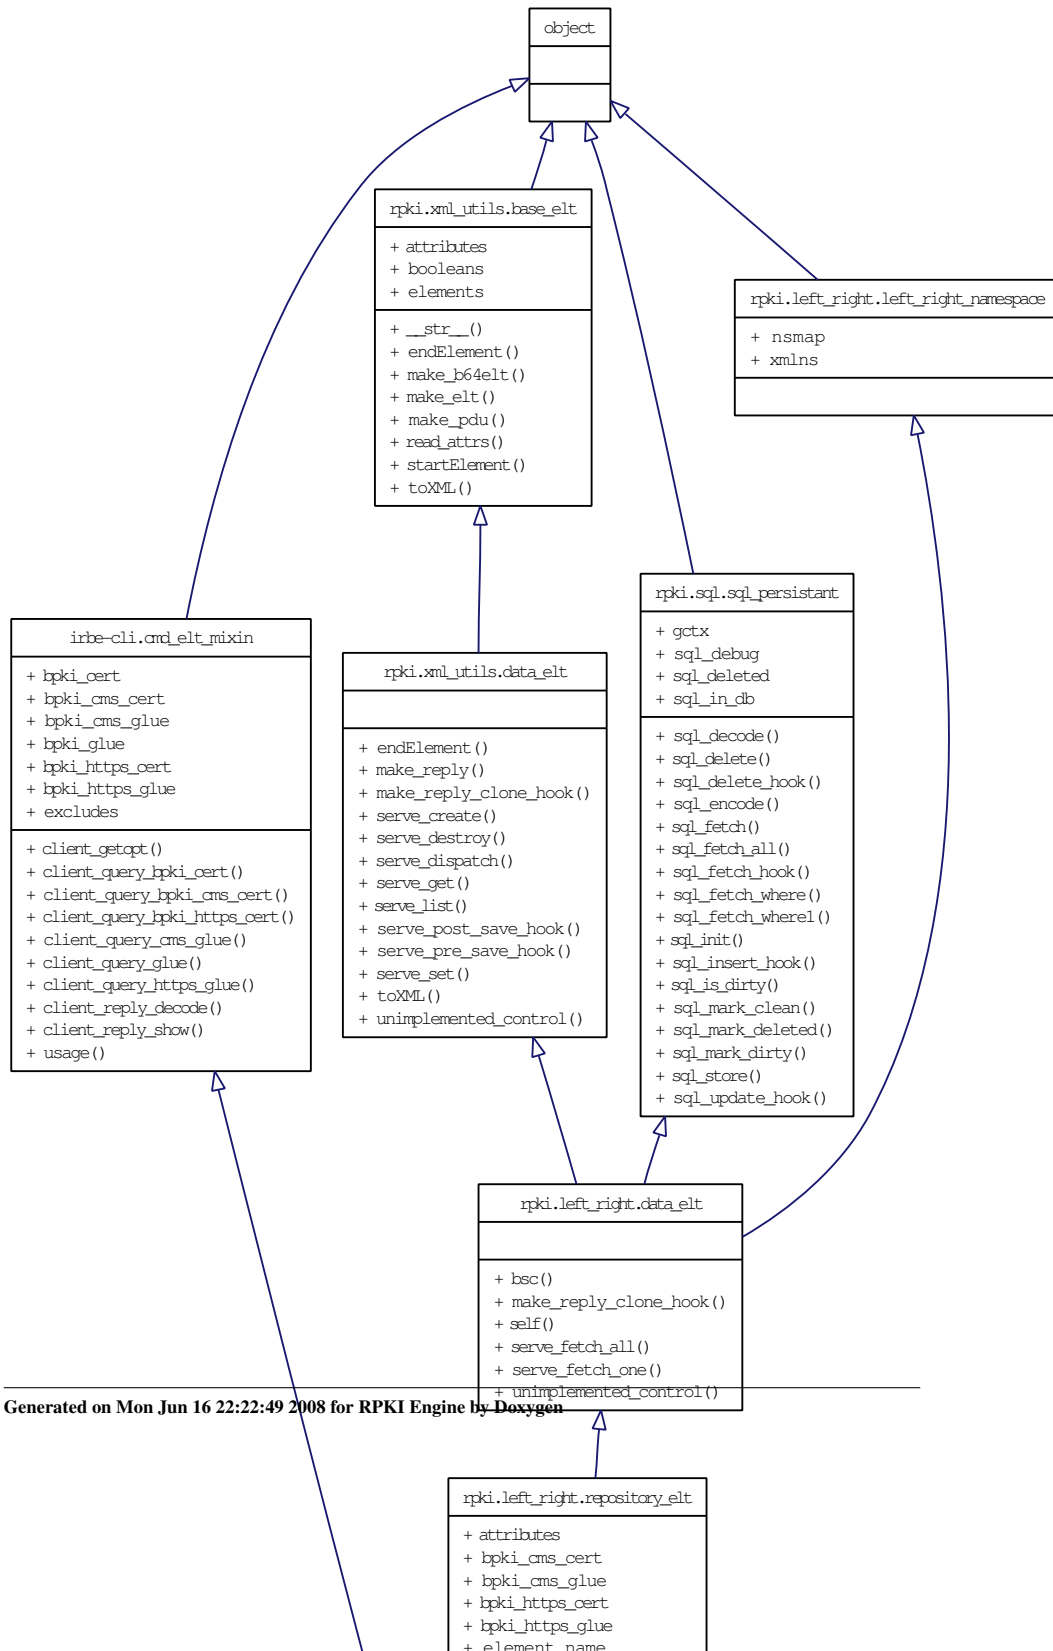 object
rpki.xml_utils.base_elt
+ attributes
+ booleans
+ elements
+ __str__()
+ endElement()
+ make_b64elt()
+ make_elt()
+ make_pdu()
+ read_attrs()
+ startElement()
+ toXML()
rpki.left_right.left_right_namespace
+ nsmap
+ xmlns
rpki.sql.sql_persistant
+ gctx
+ sql_debug
+ sql_deleted
+ sql_in_db
+ sql_decode()
+ sql_delete()
+ sql_delete_hook()
+ sql_encode()
+ sql_fetch()
+ sql_fetch_all()
+ sql_fetch_hook()
+ sql_fetch_where()
+ sql_fetch_where1()
+ sql_init()
+ sql_insert_hook()
+ sql_is_dirty()
+ sql_mark_clean()
+ sql_mark_deleted()
+ sql_mark_dirty()
+ sql_store()
+ sql_update_hook()
irbe-cli.cmd_elt_mixin
+ bpki_cert
+ bpki_cms_cert
+ bpki_cms_glue
+ bpki_glue
+ bpki_https_cert
+ bpki_https_glue
+ excludes
+ client_getopt()
+ client_query_bpki_cert()
+ client_query_bpki_cms_cert()
+ client_query_bpki_https_cert()
+ client_query_cms_glue()
+ client_query_glue()
+ client_query_https_glue()
+ client_reply_decode()
+ client_reply_show()
+ usage()
rpki.xml_utils.data_elt
+ endElement()
+ make_reply()
+ make_reply_clone_hook()
+ serve_create()
+ serve_destroy()
+ serve_dispatch()
+ serve_get()
+ serve_list()
+ serve_post_save_hook()
+ serve_pre_save_hook()
+ serve_set()
+ toXML()
+ unimplemented_control()
rpki.left_right.data_elt
+ bsc()
+ make_reply_clone_hook()
+ self()
+ serve_fetch_all()
+ serve_fetch_one()
+ unimplemented_control()
Generated on Mon Jun 16 22:22:49 2008 for RPKI Engine by Doxygen
rpki.left_right.repository_elt
+ attributes
+ bpki_cms_cert
+ bpki_cms_glue
+ bpki_https_cert
+ bpki_https_glue
+ element_name